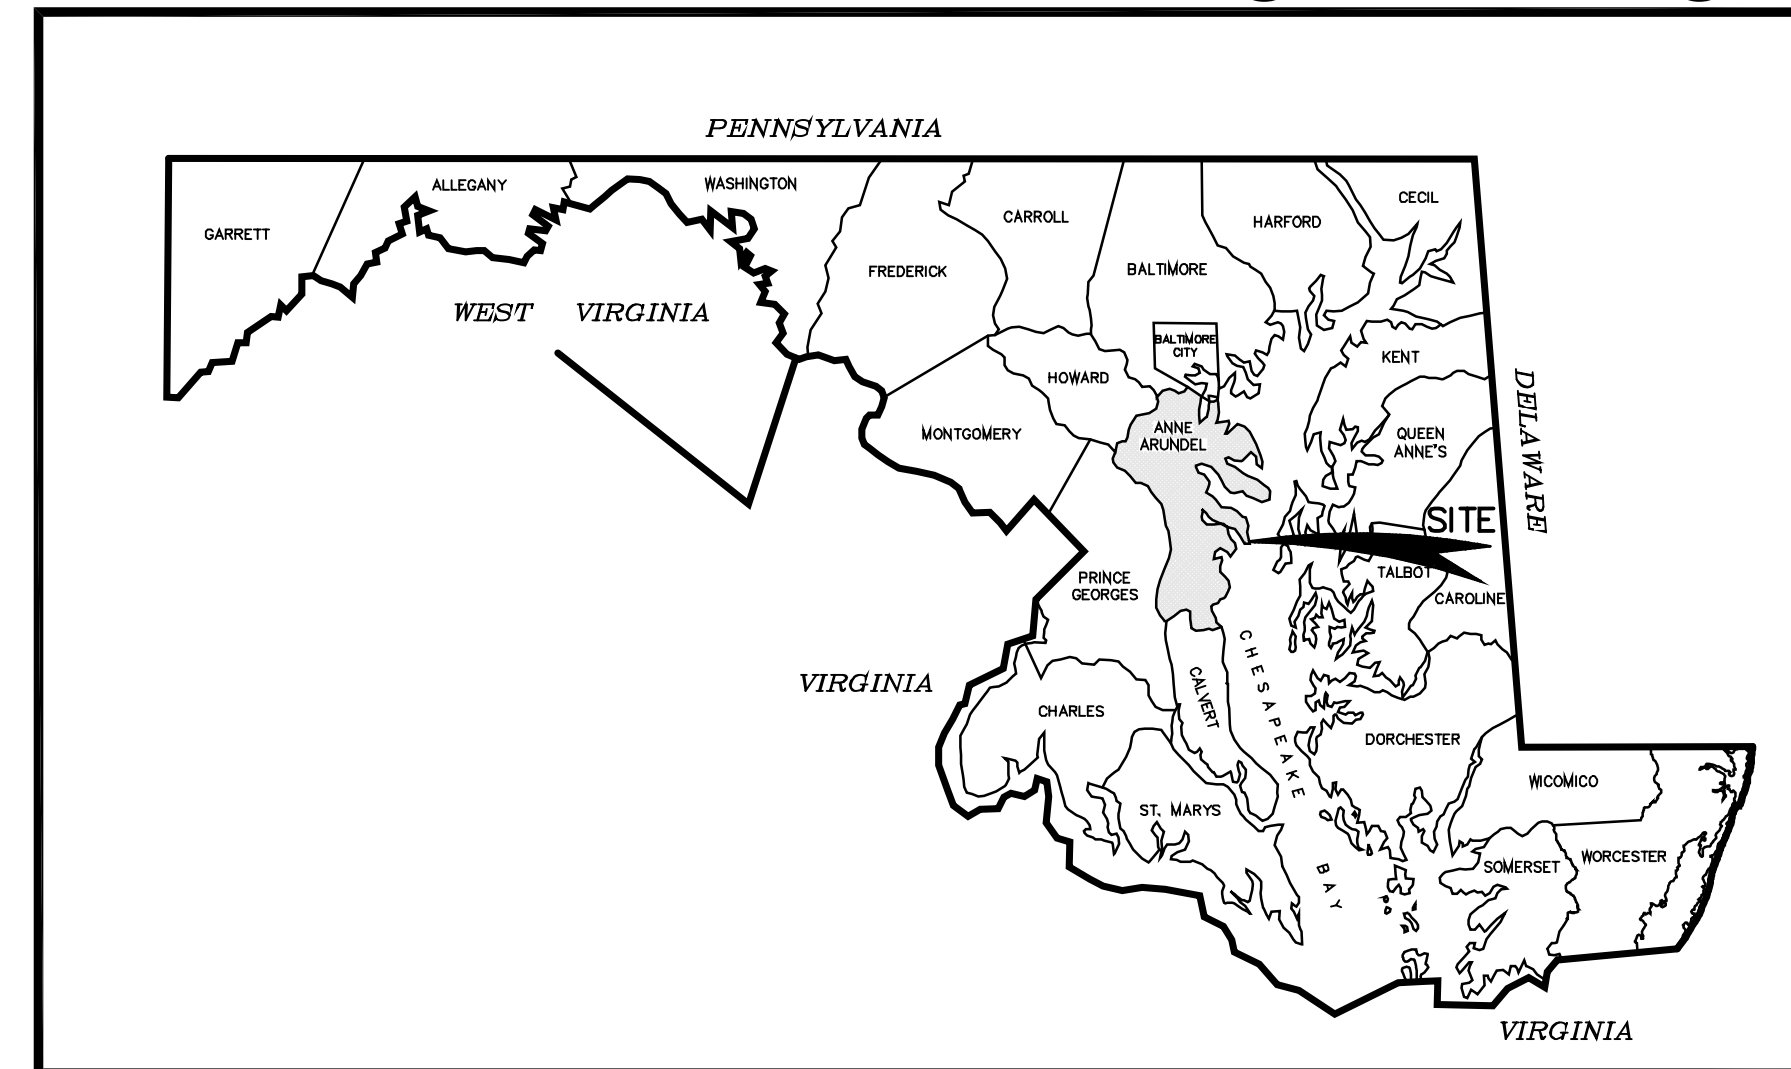 PENNSYLVANIA
GARRETT
ALLEGANY
WASHINGTON
FREDERICK
CARROLL
BALTIMORE
HARFORD
CECIL
WEST VIRGINIA
BALTIMORE
CITY
KENT
HOWARD
MONTGOMERY
ANNE
ARUNDEL
QUEEN
ANNE'S
DELAWARE
SITE
TALBOT
CAROLINE
PRINCE
GEORGES
VIRGINIA
CHARLES
CALVERT
CHESAPEAKE
BAY
DORCHESTER
WICOMICO
ST. MARYS
SOMERSET
WORCESTER
VIRGINIA